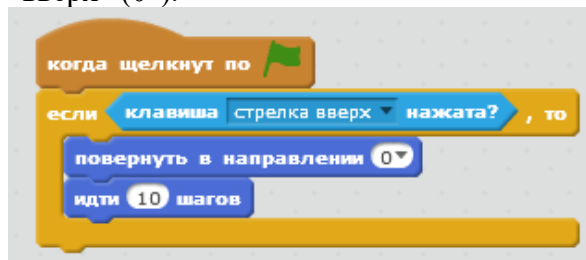 "вверх" (0°).
когда щелкнут по
если клавиша стрелка вверх нажата? , то
повернуть в направлении 0
идти 10 шагов